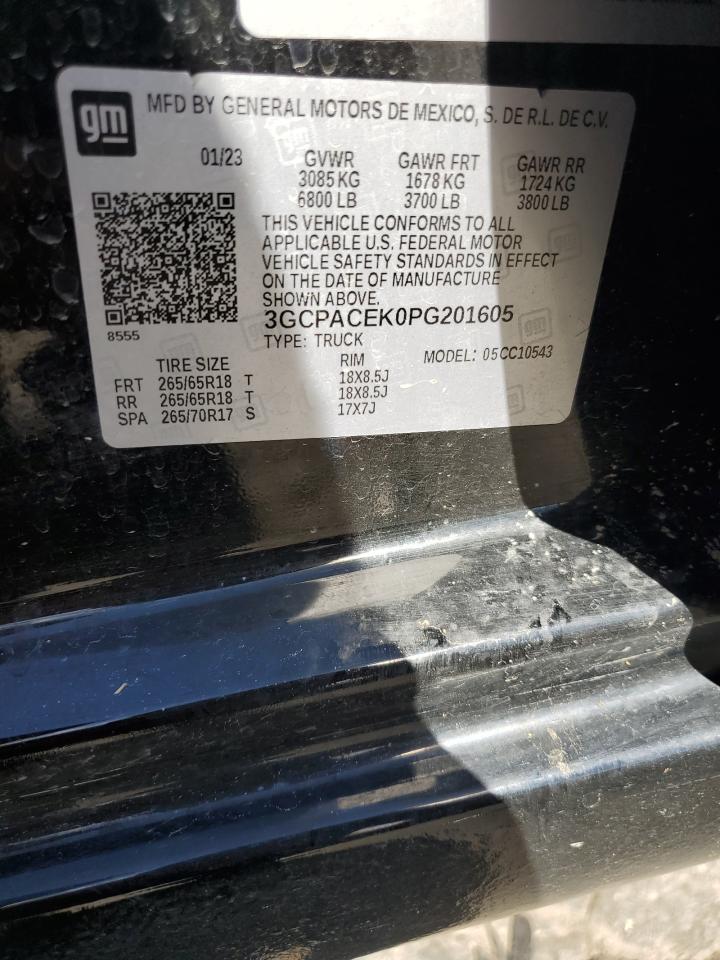 gm
MFD BY GENERAL MOTORS DE MEXICO, S. DE R.L. DE C.V.
01/23 GVWR GAWR FRT GAWR RR
3085 KG 1678 KG 1724 KG
6800 LB 3700 LB 3800 LB
THIS VEHICLE CONFORMS TO ALL
APPLICABLE U.S. FEDERAL MOTOR
VEHICLE SAFETY STANDARDS IN EFFECT
ON THE DATE OF MANUFACTURE
SHOWN ABOVE.
3GCPACEK0PG201605
8555
TYPE: TRUCK MODEL: 05CC10543
TIRE SIZE RIM
FRT 265/65R18 T 18X8.5J
RR 265/65R18 T 18X8.5J
SPA 265/70R17 S 17X7J